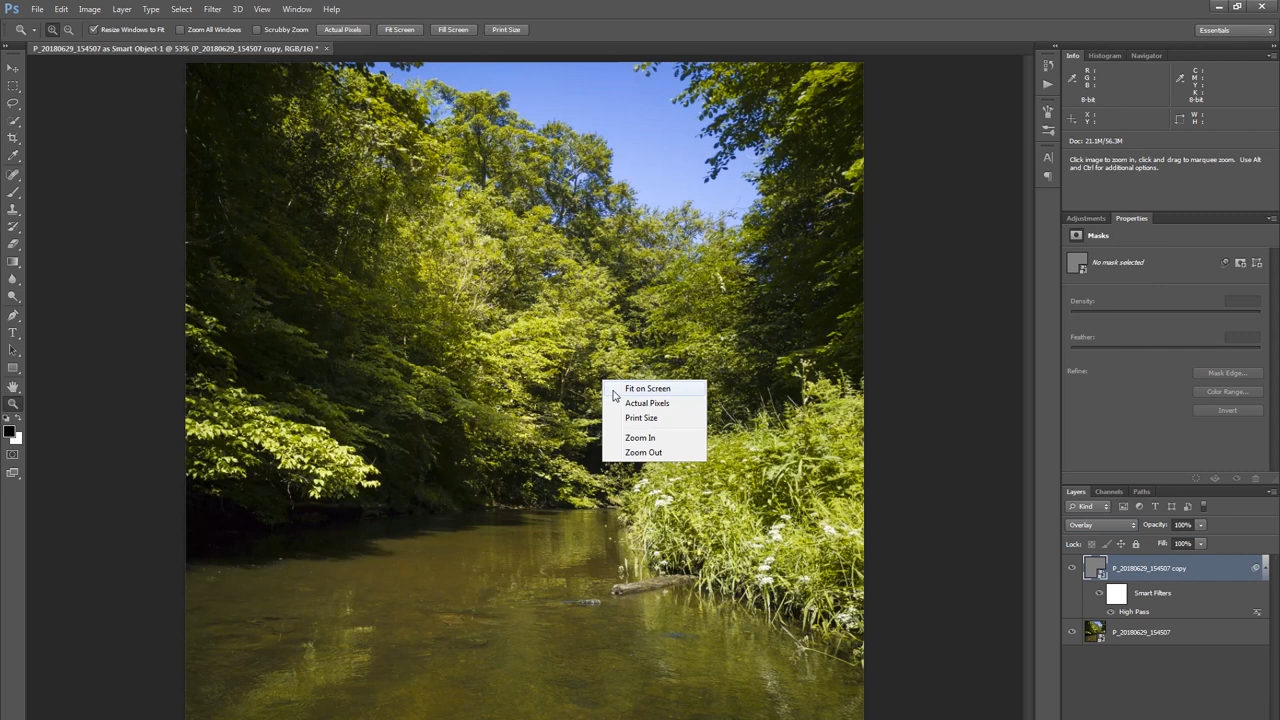 Ps File Edit Image Layer Type Select Filter 3D View Window Help
Resize Windows to Fit Zoom All Windows Scrubby Zoom Actual Pixels Fit Screen Fill Screen Print Size Essentials
P_20180629_154507 as Smart Object-1 @ 53% (P_20180629_154507 copy, RGB/16) * ×
Info Histogram Navigator
R : C :
G : M :
B : Y :
K :
8-bit 8-bit
X : W :
Y : H :
Doc: 21.1M/56.3M
Click image to zoom in, click and drag to marquee zoom. Use Alt
and Ctrl for additional options.
Adjustments Properties
Masks
No mask selected
Density:
Feather:
Refine: Mask Edge...
Color Range...
Invert
Fit on Screen
Actual Pixels
Print Size
Zoom In
Zoom Out
Layers Channels Paths
Kind
Overlay Opacity: 100%
Lock: Fill: 100%
P_20180629_154507 copy
Smart Filters
High Pass
P_20180629_154507